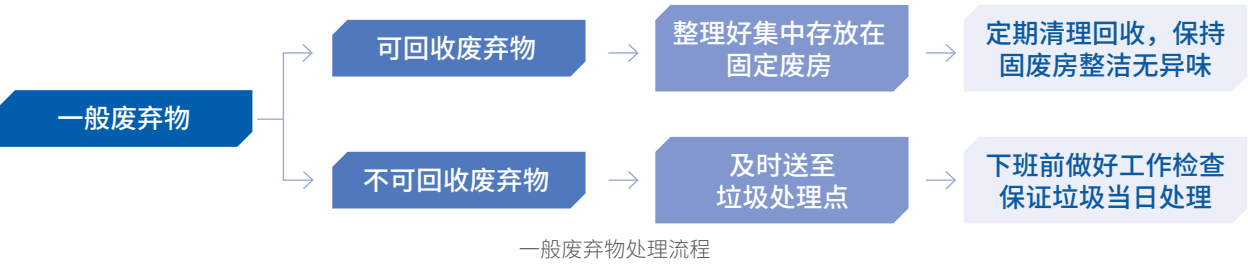 一般废弃物
可回收废弃物
整理好集中存放在
固定废房
定期清理回收，保持
固废房整洁无异味
不可回收废弃物
及时送至
垃圾处理点
下班前做好工作检查
保证垃圾当日处理
一般废弃物处理流程